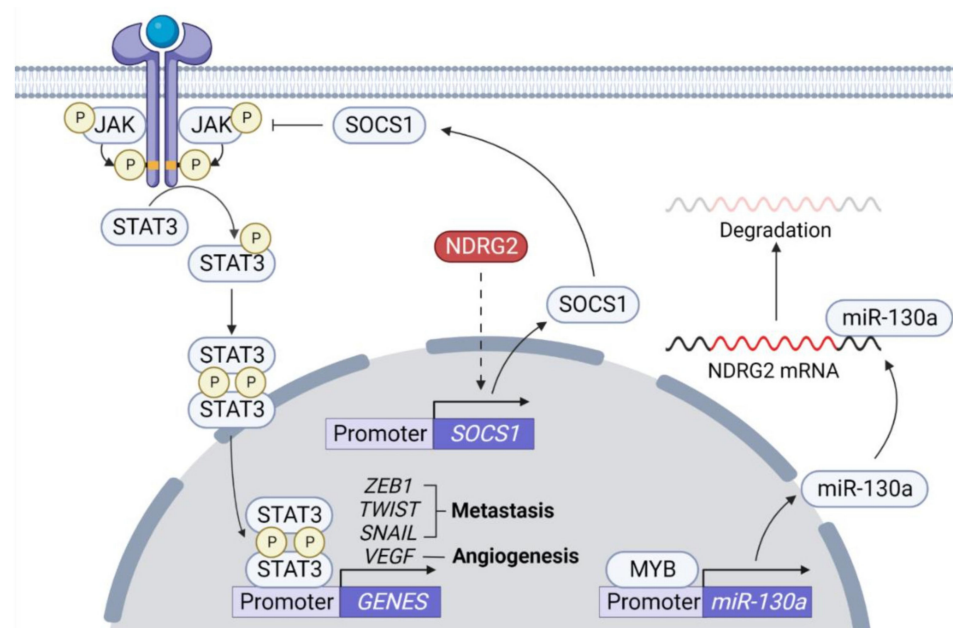 P
JAK
JAK
P
P
P
SOCS1
STAT3
P
STAT3
NDRG2
Degradation
SOCS1
miR-130a
NDRG2 mRNA
STAT3
P
P
STAT3
Promoter
SOCS1
miR-130a
ZEB1
TWIST
SNAIL
Metastasis
VEGF
Angiogenesis
STAT3
P
P
STAT3
Promoter
GENES
MYB
Promoter
miR-130a